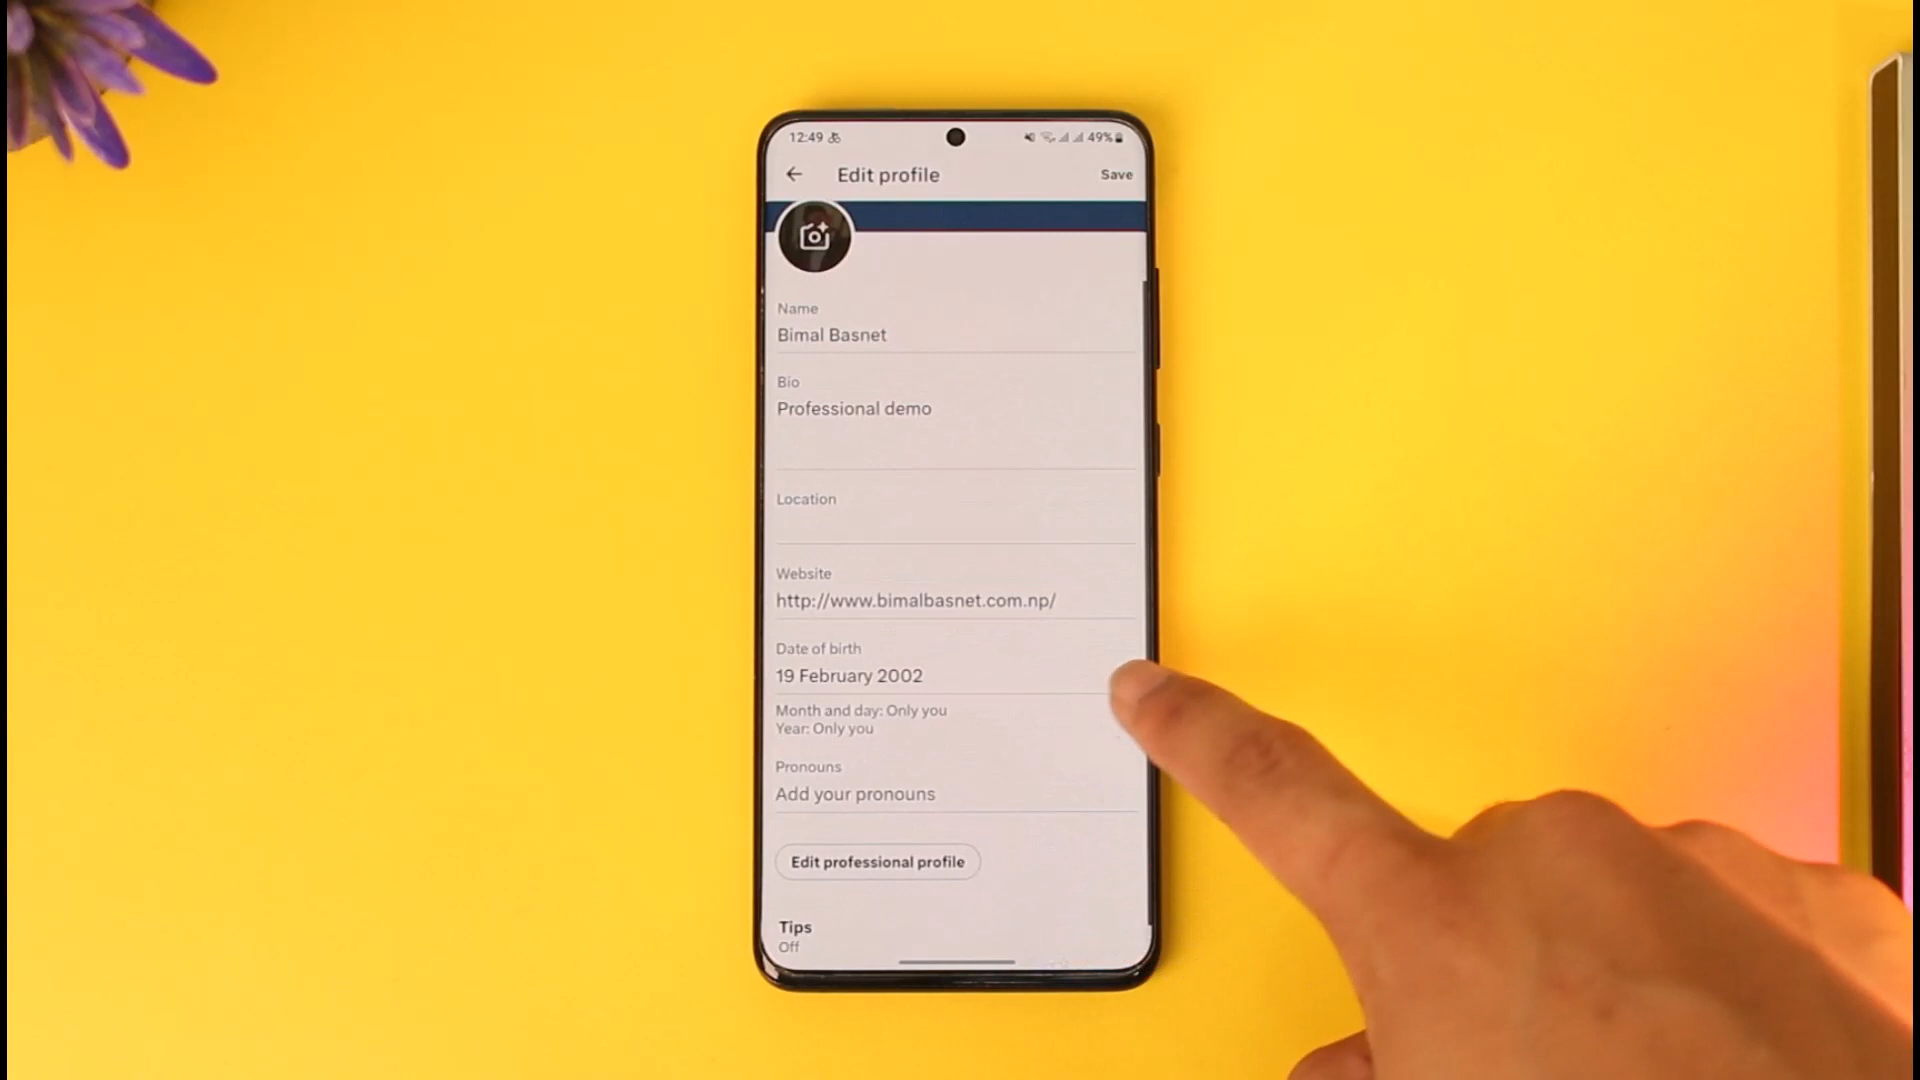 12:49
49%
Edit profile
Save
Name
Bimal Basnet
Bio
Professional demo
Location
Website
http://www.bimalbasnet.com.np/
Date of birth
19 February 2002
Month and day: Only you
Year: Only you
Pronouns
Add your pronouns
Edit professional profile
Tips
Off